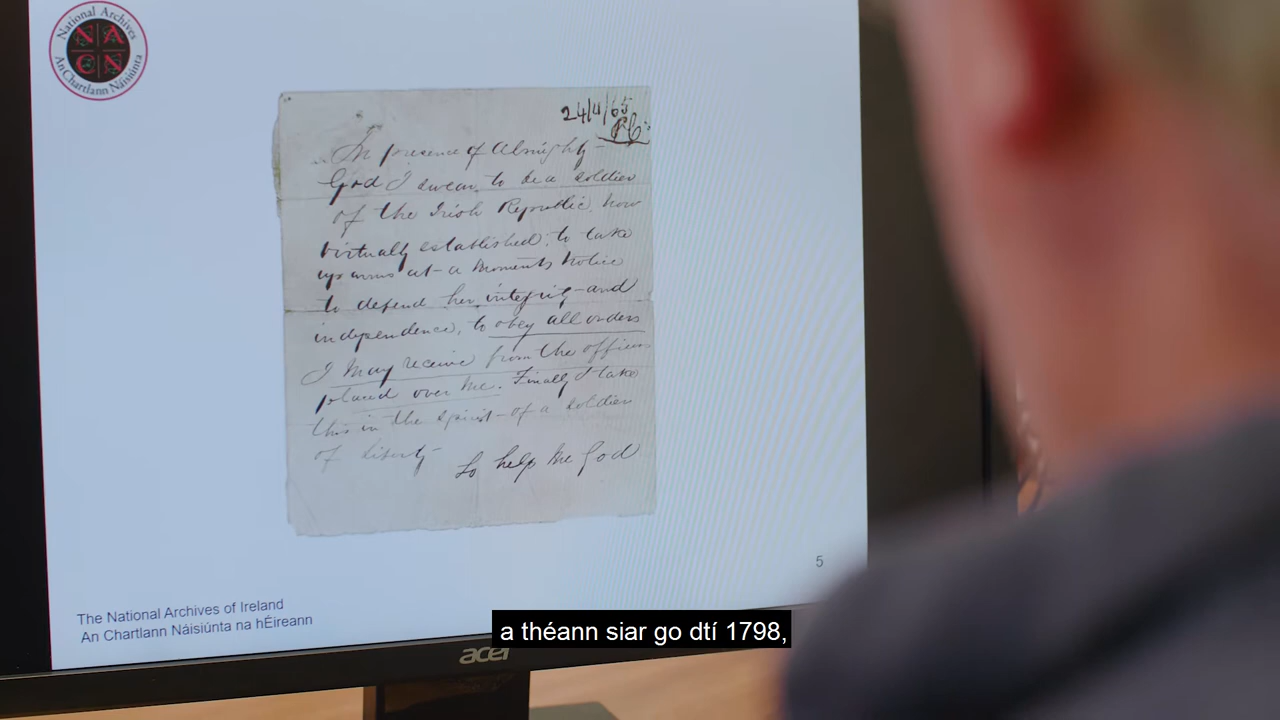 National Archives
NA
CN
An Chartlann Náisiúnta
24/11/65
In presence of Almighty
God I swear, to be a soldier
of the Irish Republic, now
virtually established; to take
up arms at a moments notice
to defend her integrity and
independence, to obey all orders
I may receive from the officers
placed over me. Finally I take
this in the spirit of a soldier
of Liberty
So help me God
5
The National Archives of Ireland
An Chartlann Náisiúnta na hÉireann
a théann siar go dtí 1798,
acer